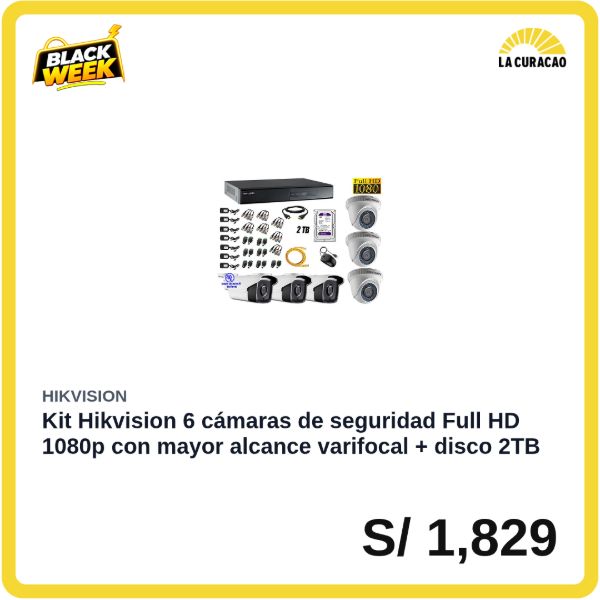 BLACK
WEEK
LA CURACAO
Full HD
1080
2 TB
HIKVISION
Kit Hikvision 6 cámaras de seguridad Full HD
1080p con mayor alcance varifocal + disco 2TB
S/ 1,829